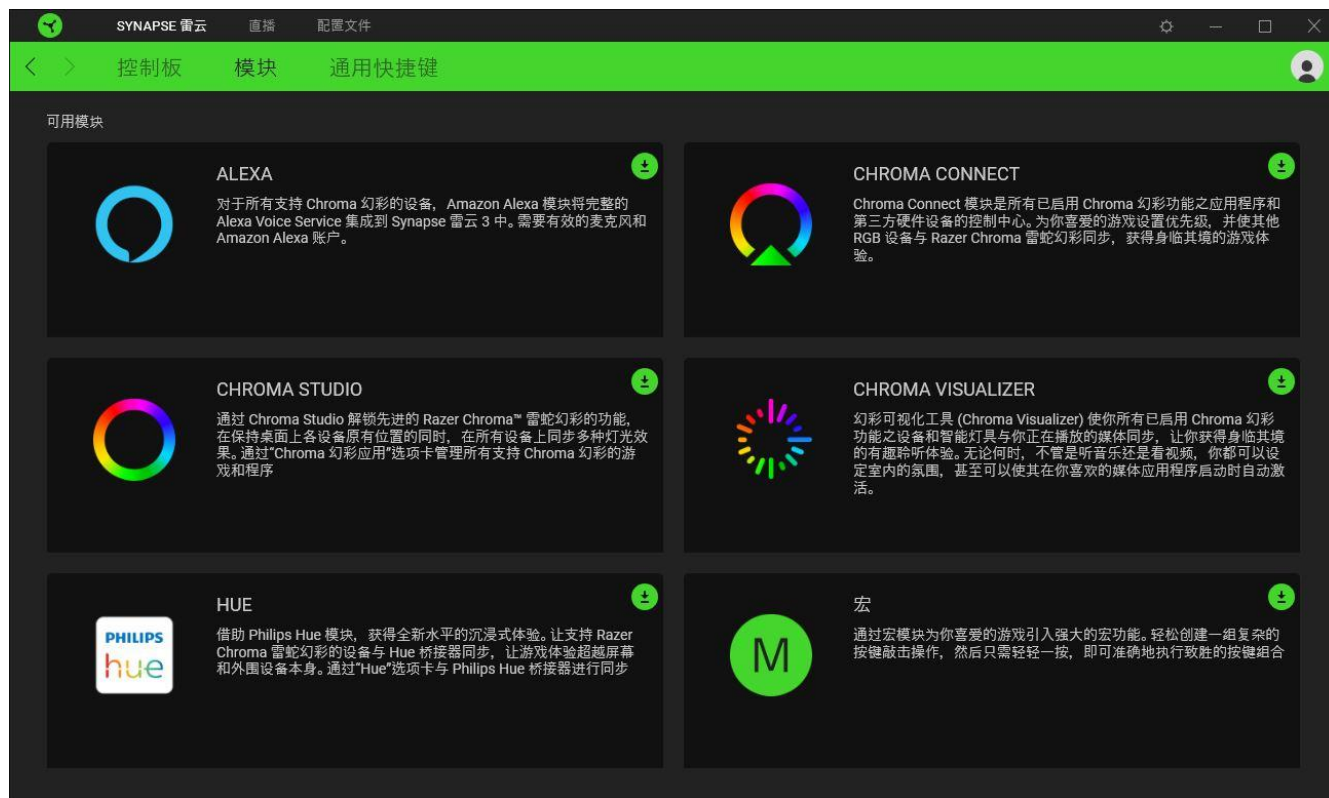 SYNAPSE 雷云 直播 配置文件
控制板 模块 通用快捷键
可用模块
ALEXA
对于所有支持 Chroma 幻彩的设备，Amazon Alexa 模块将完整的
Alexa Voice Service 集成到 Synapse 雷云 3 中。需要有效的麦克风和
Amazon Alexa 账户。
CHROMA CONNECT
Chroma Connect 模块是所有已启用 Chroma 幻彩功能之应用程序和
第三方硬件设备的控制中心。为你喜爱的游戏设置优先级，并使其他
RGB 设备与 Razer Chroma 雷蛇幻彩同步，获得身临其境的游戏体
验。
CHROMA STUDIO
通过 Chroma Studio 解锁先进的 Razer Chroma™ 雷蛇幻彩的功能，
在保持桌面上各设备原有位置的同时，在所有设备上同步多种灯光效
果。通过"Chroma 幻彩应用"选项卡管理所有支持 Chroma 幻彩的游
戏和程序
CHROMA VISUALIZER
幻彩可视化工具 (Chroma Visualizer) 使你所有已启用 Chroma 幻彩
功能之设备和智能灯具与你正在播放的媒体同步，让你获得身临其境
的有趣聆听体验。无论何时，不管是听音乐还是看视频，你都可以设
定室内的氛围，甚至可以使其在你喜欢的媒体应用程序启动时自动激
活。
PHILIPS
hue
HUE
借助 Philips Hue 模块，获得全新水平的沉浸式体验。让支持 Razer
Chroma 雷蛇幻彩的设备与 Hue 桥接器同步，让游戏体验超越屏幕
和外围设备本身。通过"Hue"选项卡与 Philips Hue 桥接器进行同步
M
宏
通过宏模块为你喜爱的游戏引入强大的宏功能。轻松创建一组复杂的
按键敲击操作，然后只需轻轻一按，即可准确地执行致胜的按键组合